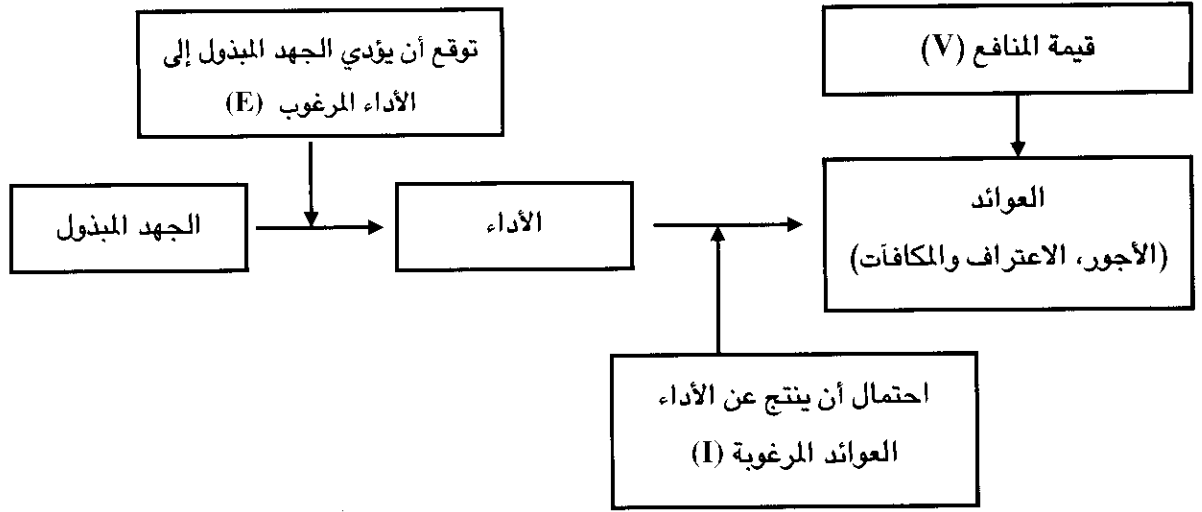 توقع أن يؤدي الجهد المبذول إلى
الأداء المرغوب (E)
قيمة المنافع (V)
الجهد المبذول
الأداء
العوائد
(الأجور، الاعتراف والمكافآت)
احتمال أن ينتج عن الأداء
العوائد المرغوبة (I)